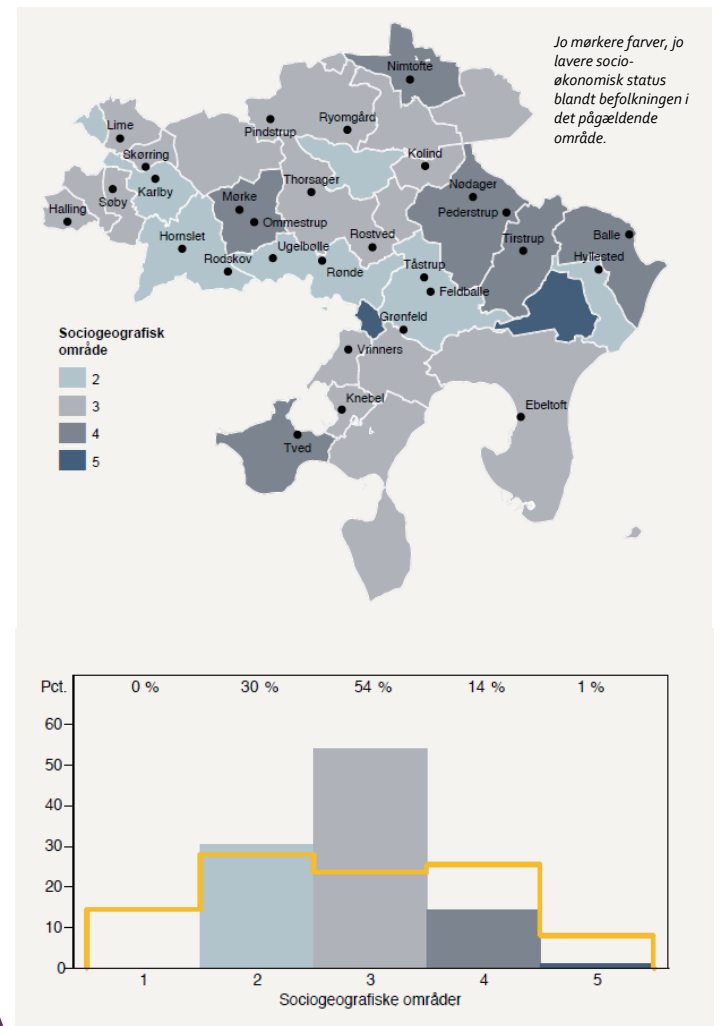 Jo mørkere farver, jo
lavere socio-
økonomisk status
blandt befolkningen i
det pågældende
område.
Nimtofte
Lime
Pindstrup
Ryomgård
Skørring
Kolind
Karlby
Søby
Thorsager
Nødager
Halling
Mørke
Pederstrup
Ommestrup
Hornslet
Rostved
Tirstrup
Balle
Ugelbølle
Hyllested
Rodskov
Rønde
Tåstrup
Feldballe
Grønfeld
Vrinners
Knebel
Ebeltoft
Tved
Sociogeografisk
område
2
3
4
5
Pct.
0 %
30 %
54 %
14 %
1 %
60
50
40
30
20
10
0
1
2
3
4
5
Sociogeografiske områder